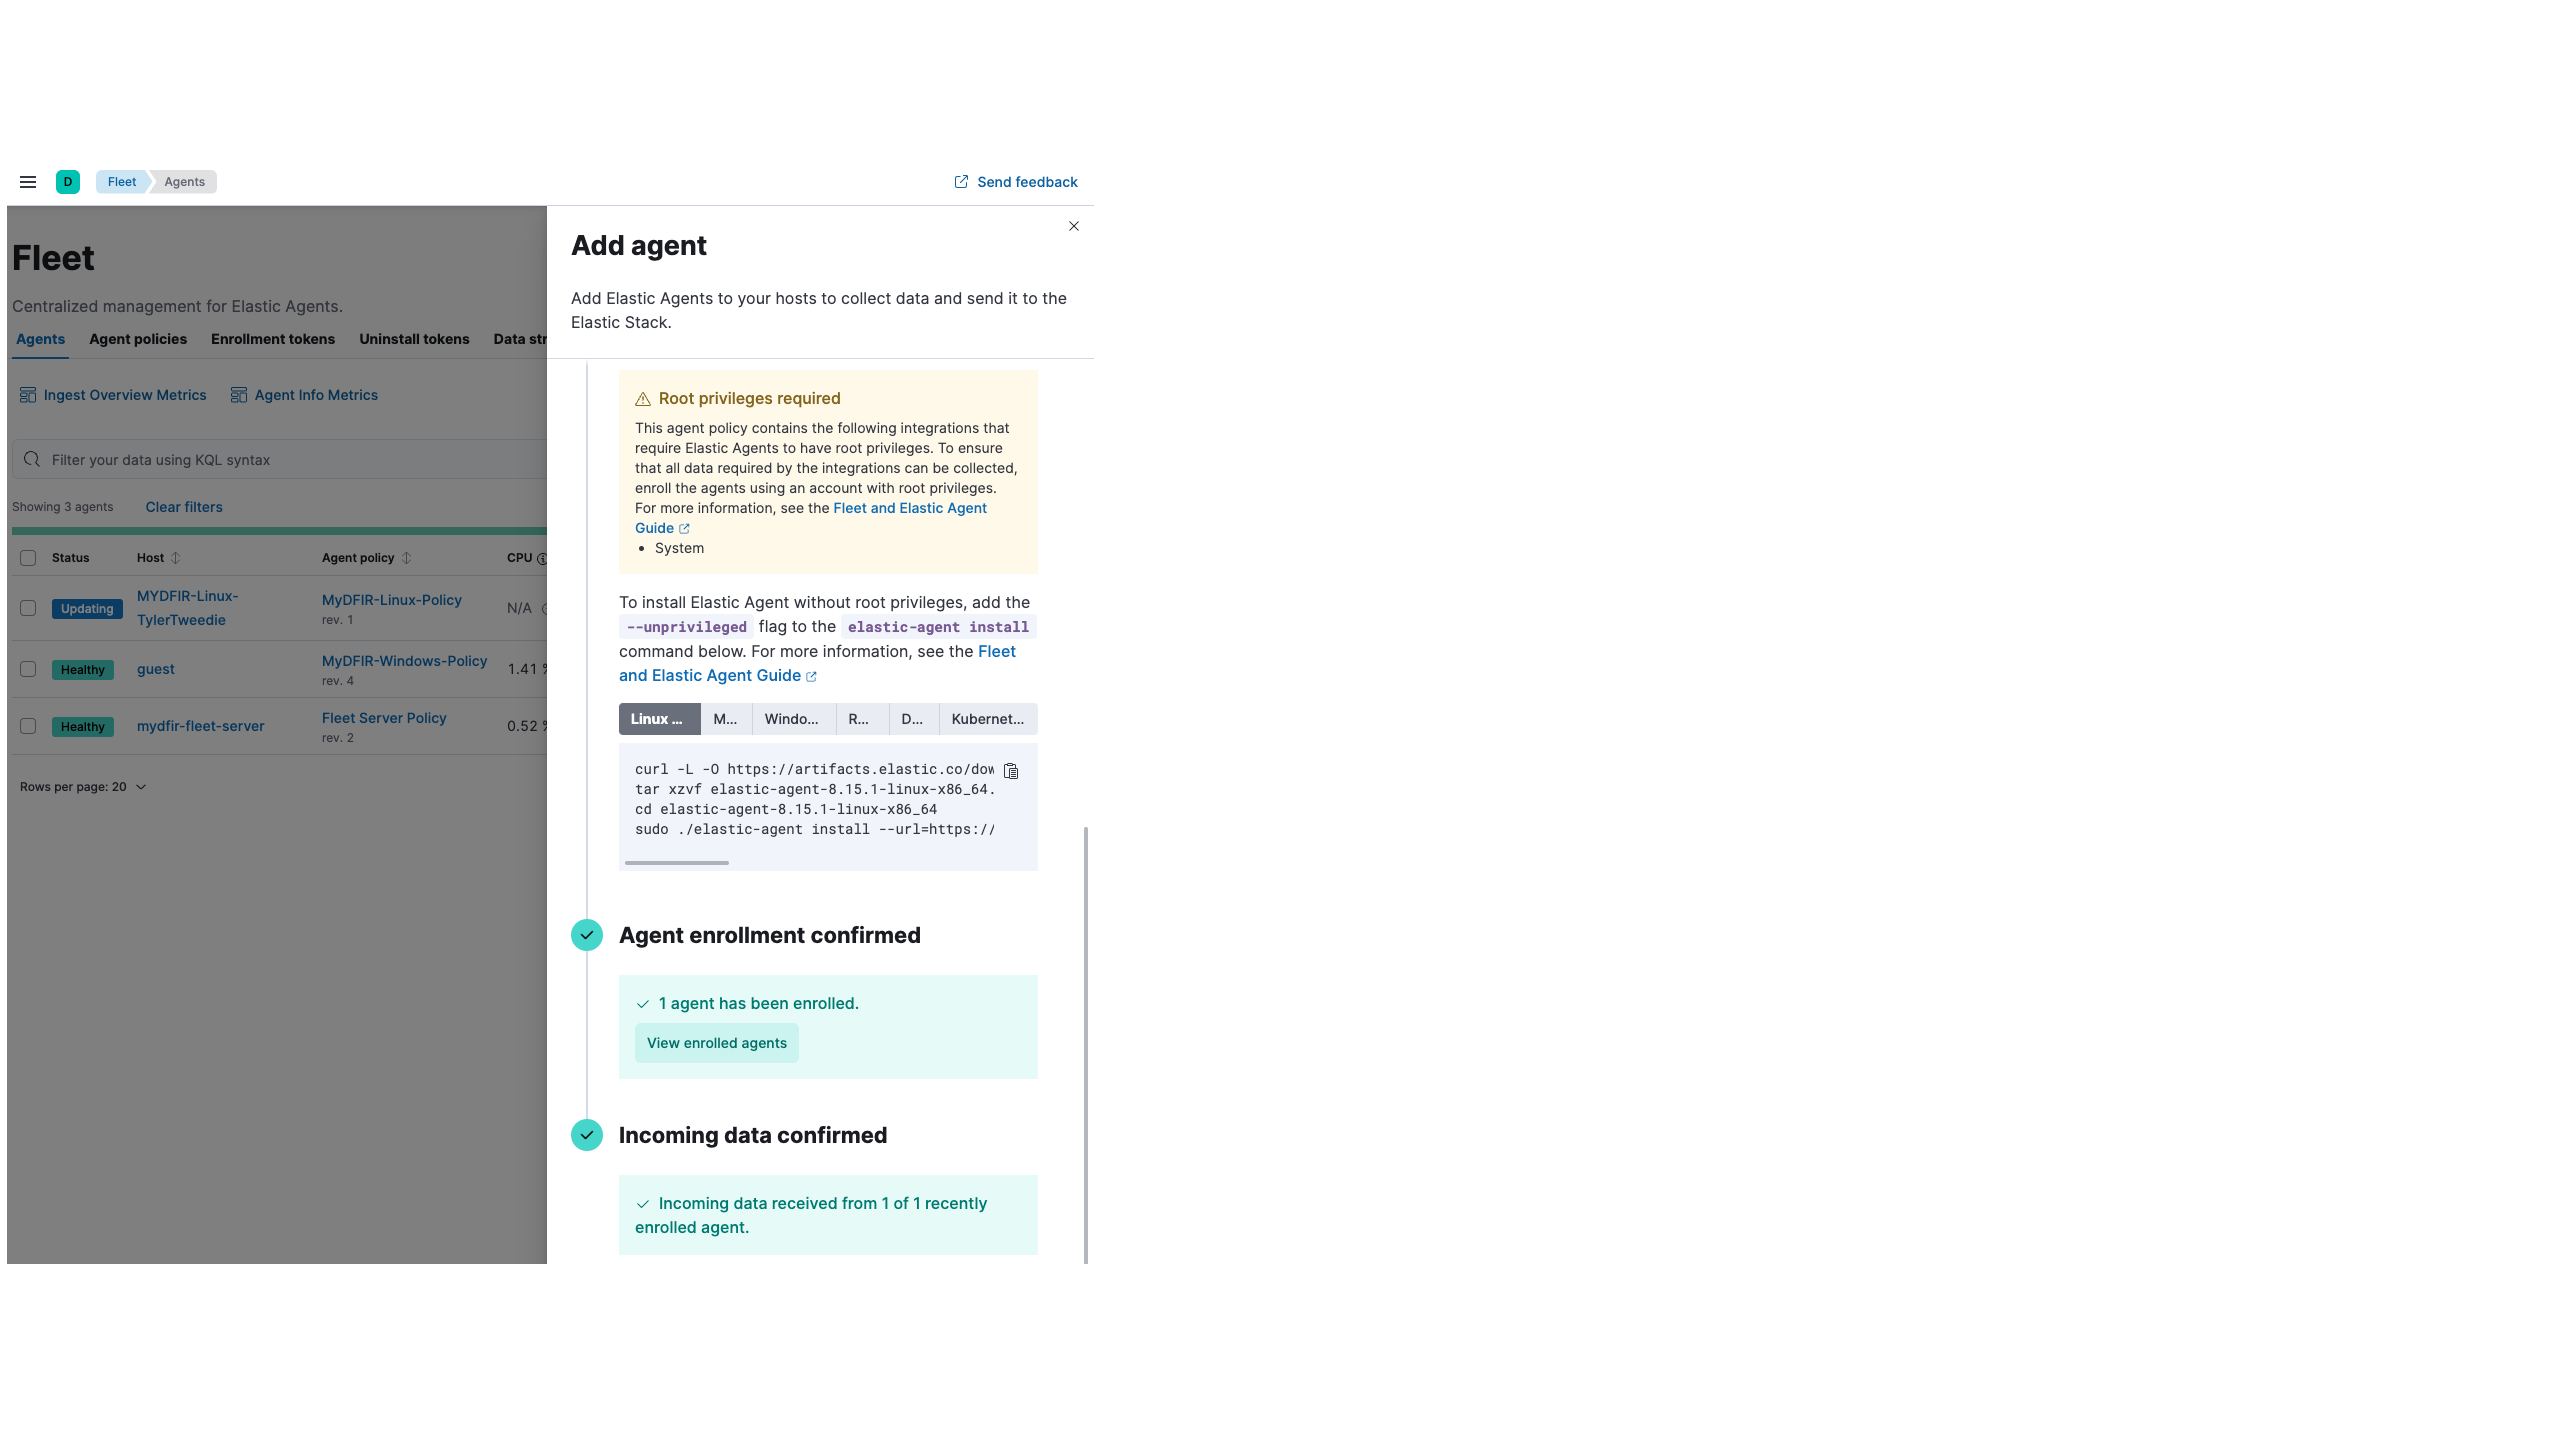 D
Fleet
Agents
Send feedback
Fleet
Centralized management for Elastic Agents.
Agents
Agent policies
Enrollment tokens
Uninstall tokens
Data str
Ingest Overview Metrics
Agent Info Metrics
Filter your data using KQL syntax
Showing 3 agents
Clear filters
Status
Host
Agent policy
CPU
Updating
MYDFIR-Linux-
TylerTweedie
MyDFIR-Linux-Policy
rev. 1
N/A
Healthy
guest
MyDFIR-Windows-Policy
rev. 4
1.41 %
Healthy
mydfir-fleet-server
Fleet Server Policy
rev. 2
0.52 %
Rows per page: 20
Add agent
Add Elastic Agents to your hosts to collect data and send it to the
Elastic Stack.
Root privileges required
This agent policy contains the following integrations that
require Elastic Agents to have root privileges. To ensure
that all data required by the integrations can be collected,
enroll the agents using an account with root privileges.
For more information, see the Fleet and Elastic Agent
Guide
• System
To install Elastic Agent without root privileges, add the
--unprivileged flag to the elastic-agent install
command below. For more information, see the Fleet
and Elastic Agent Guide
Linux ...
M...
Windo...
R...
D...
Kubernet...
curl -L -O https://artifacts.elastic.co/dow
tar xzvf elastic-agent-8.15.1-linux-x86_64.
cd elastic-agent-8.15.1-linux-x86_64
sudo ./elastic-agent install --url=https://
Agent enrollment confirmed
1 agent has been enrolled.
View enrolled agents
Incoming data confirmed
Incoming data received from 1 of 1 recently
enrolled agent.